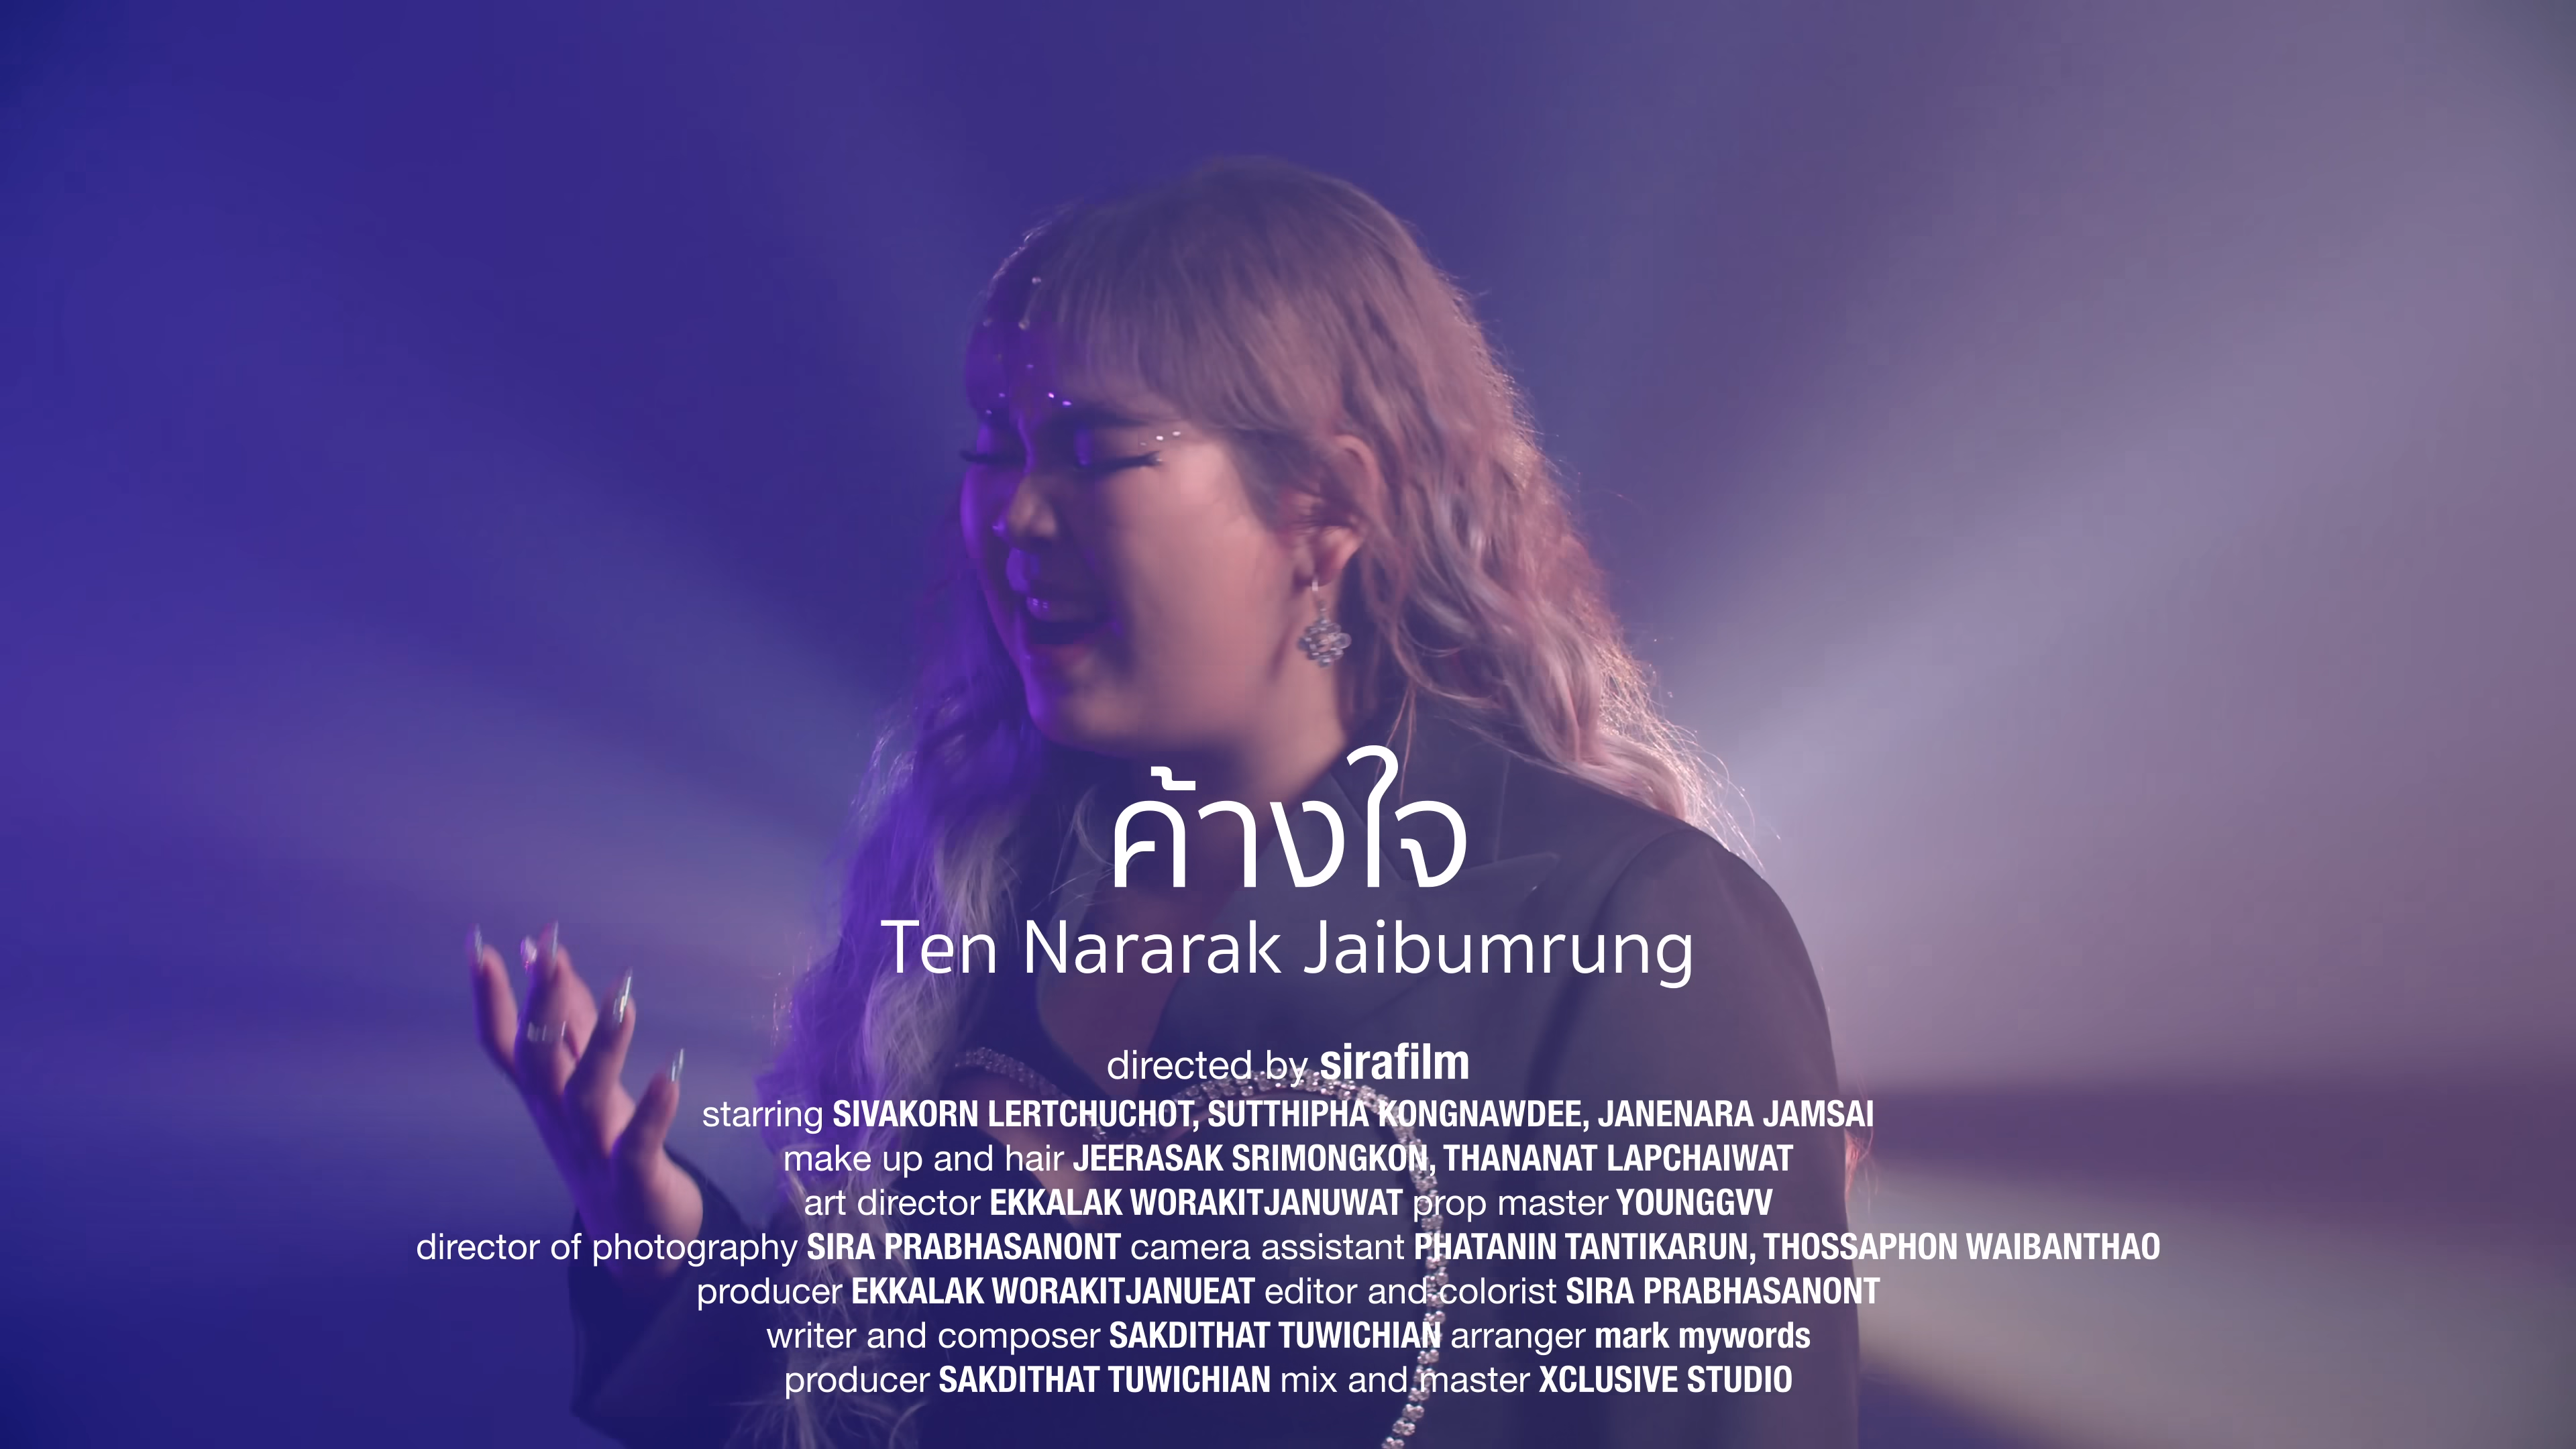 ค้างใจ
Ten Nararak Jaibumrung
directed by sirafilm
starring SIVAKORN LERTCHUCHOT, SUTTHIPHA KONGNAWDEE, JANENARA JAMSAI
make up and hair JEERASAK SRIMONGKON, THANANAT LAPCHAIWAT
art director EKKALAK WORAKITJANUWAT prop master YOUNGGVV
director of photography SIRA PRABHASANONT camera assistant PHATANIN TANTIKARUN, THOSSAPHON WAIBANTHAO
producer EKKALAK WORAKITJANUEAT editor and colorist SIRA PRABHASANONT
writer and composer SAKDITHAT TUWICHIAN arranger mark mywords
producer SAKDITHAT TUWICHIAN mix and master XCLUSIVE STUDIO